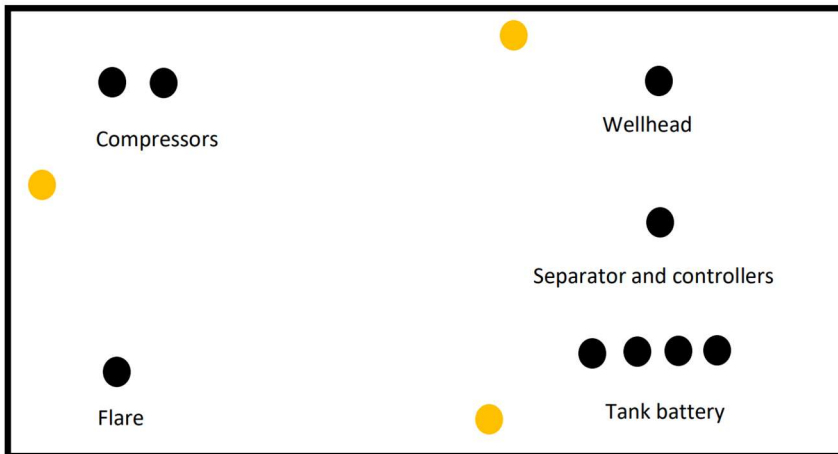 Compressors
Wellhead
Separator and controllers
Flare
Tank battery